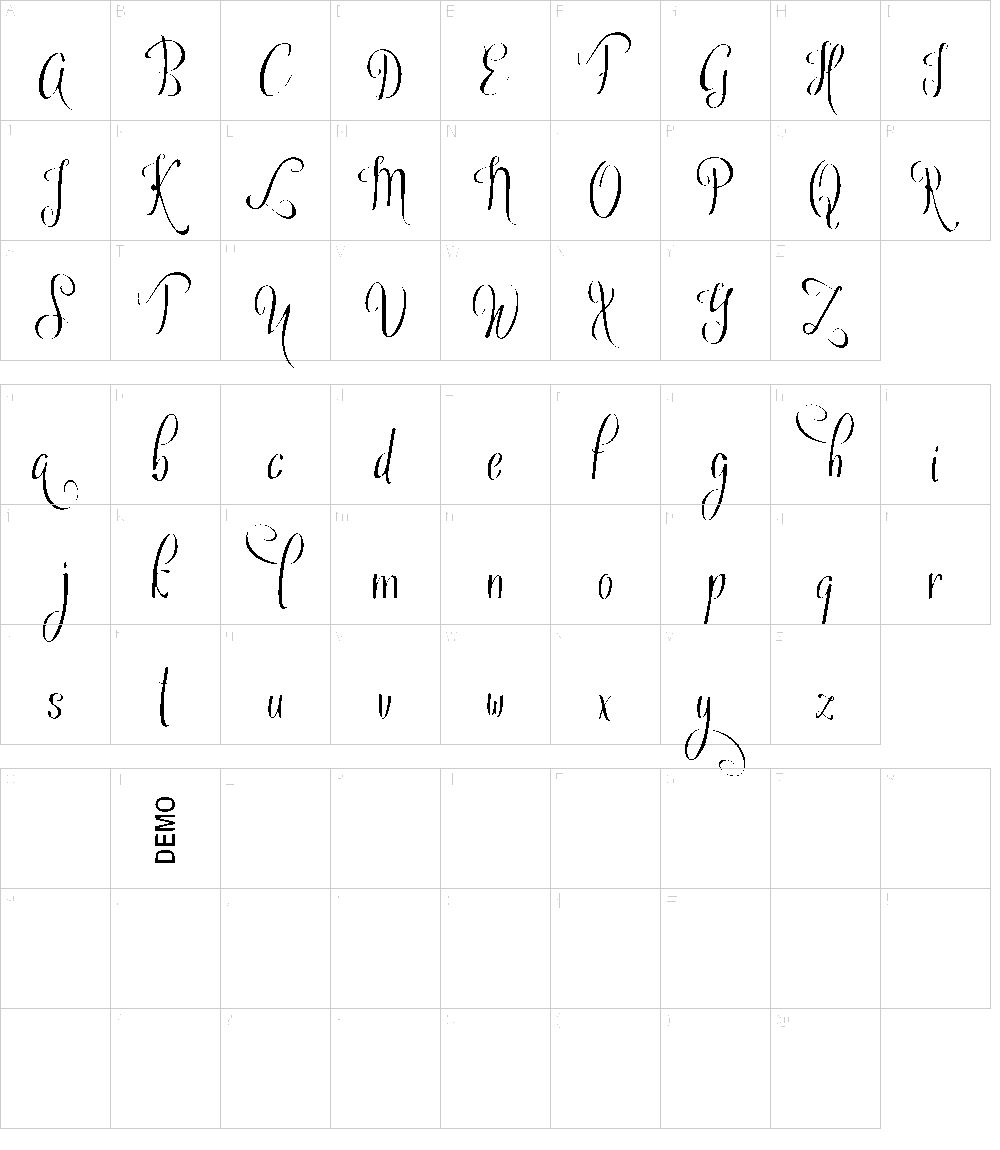 A B C D E F G H I
J K L M N O P Q R
S T U V W X Y Z
a b c d e f g h i
j k l m n o p q r
s t u v w x y z
DEMO